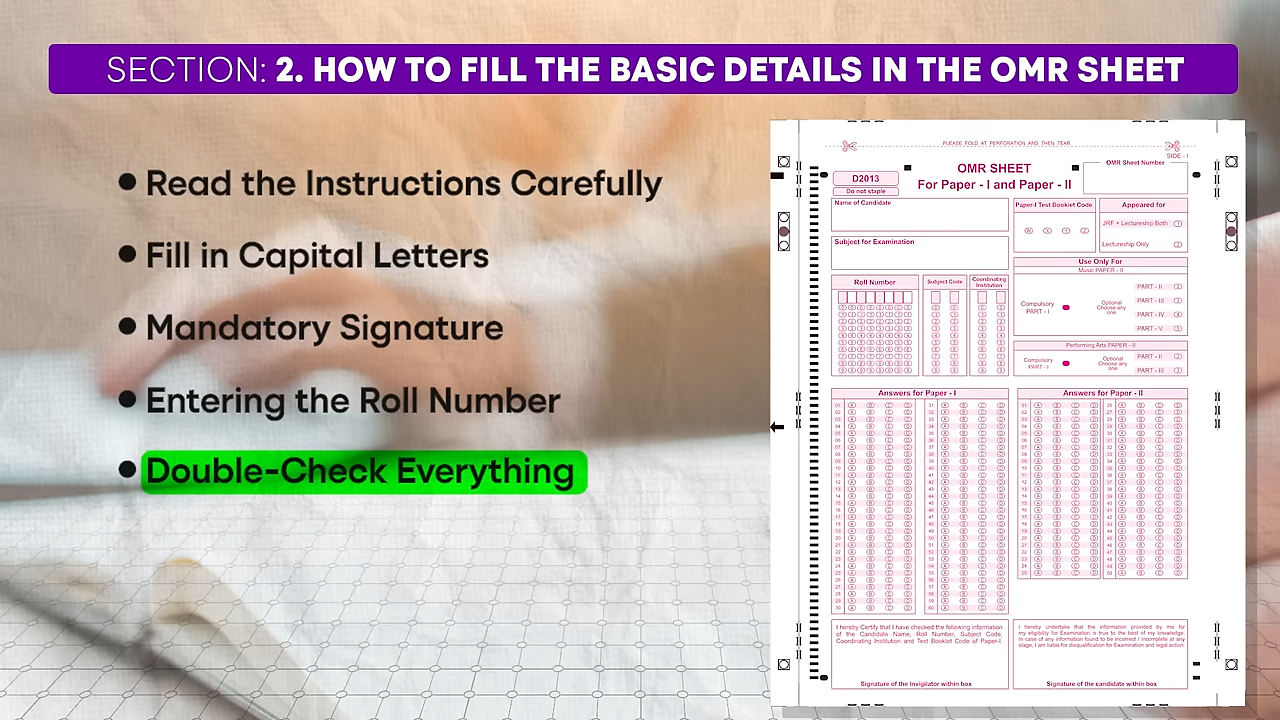 SECTION: 2. HOW TO FILL THE BASIC DETAILS IN THE OMR SHEET
• Read the Instructions Carefully
• Fill in Capital Letters
• Mandatory Signature
• Entering the Roll Number
• Double-Check Everything
PLEASE FOLD AT PERFORATION AND THEN TEAR
SIDE - I
D2013
Do not staple
OMR SHEET
For Paper - I and Paper - II
OMR Sheet Number
Name of Candidate
Subject for Examination
Paper-I Test Booklet Code
W X Y Z
Appeared for
JRF + Lectureship Both
Lectureship Only
Use Only For
Music PAPER - II
Compulsory
PART - I
Optional
Choose any
one
PART - II
PART - III
PART - IV
PART - V
Performing Arts PAPER - II
Compulsory
PART - I
Optional
Choose any
one
PART - II
PART - III
Roll Number
Subject Code
Coordinating
Institution
Answers for Paper - I
Answers for Paper - II
I hereby Certify that I have checked the following information
of the Candidate Name, Roll Number, Subject Code,
Coordinating Institution and Test Booklet Code of Paper-I.
Signature of the Invigilator within box
I hereby undertake that the information provided by me for
my eligibility for Examination is true to the best of my knowledge.
In case of any information found to be incorrect / incomplete at any
stage, I am liable for disqualification for Examination and legal action.
Signature of the candidate within box